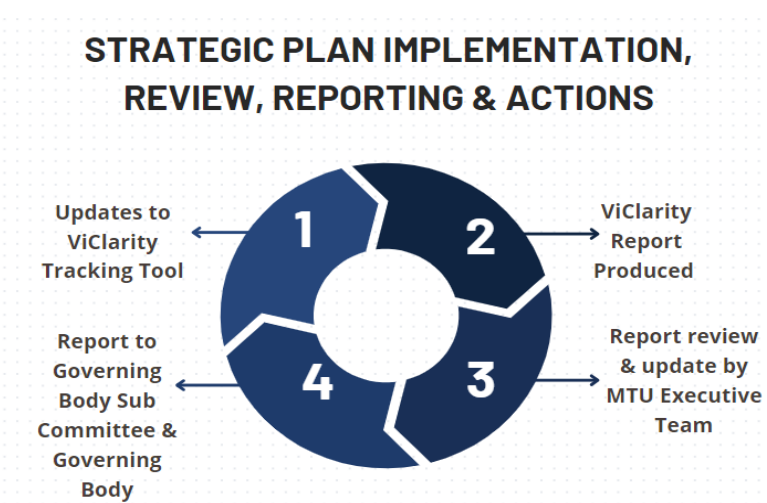 STRATEGIC PLAN IMPLEMENTATION,
REVIEW, REPORTING & ACTIONS
1
Updates to
ViClarity
Tracking Tool
2
ViClarity
Report
Produced
3
Report review
& update by
MTU Executive
Team
4
Report to
Governing
Body Sub
Committee &
Governing
Body